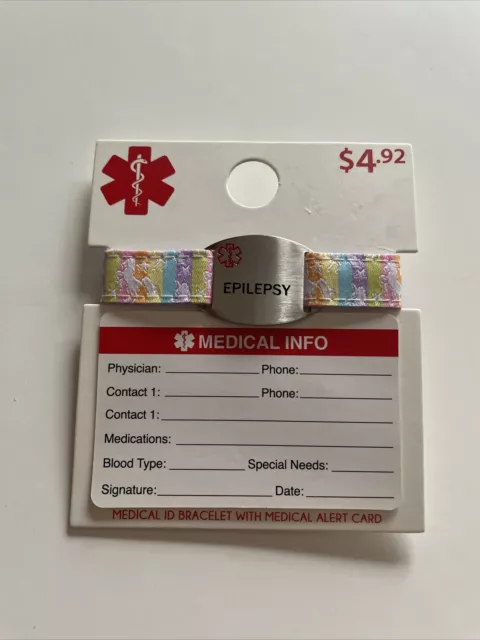 $4.92
EPILEPSY
MEDICAL INFO
Physician: Phone:
Contact 1: Phone:
Contact 1:
Medications:
Blood Type: Special Needs:
Signature: Date:
MEDICAL ID BRACELET WITH MEDICAL ALERT CARD